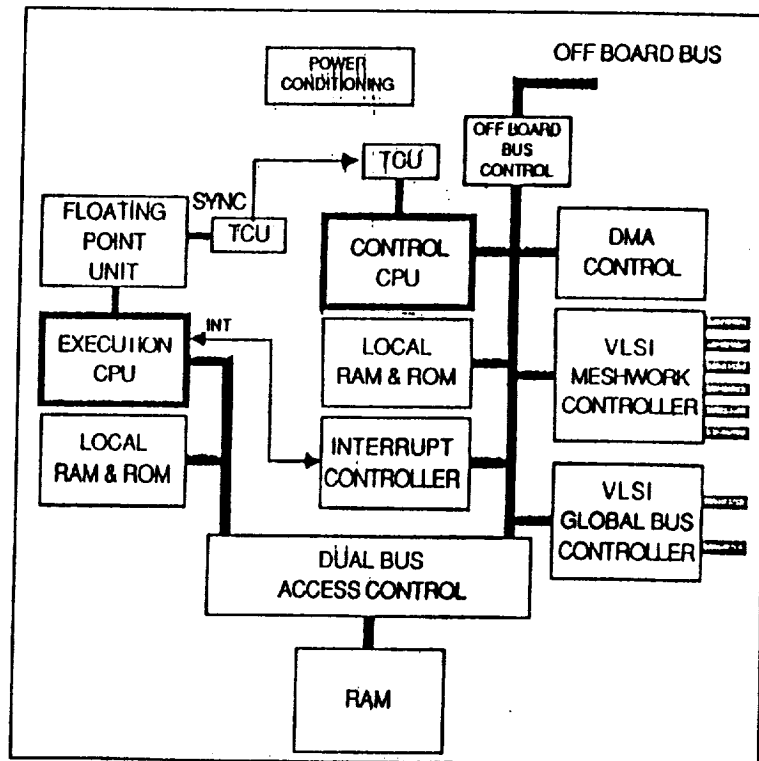 OFF BOARD BUS
POWER
CONDITIONING
OFF BOARD
BUS
CONTROL
TCU
SYNC
TCU
FLOATING
POINT
UNIT
CONTROL
CPU
DMA
CONTROL
INT
EXECUTION
CPU
LOCAL
RAM & ROM
VLSI
MESHWORK
CONTROLLER
LOCAL
RAM & ROM
INTERRUPT
CONTROLLER
VLSI
GLOBAL BUS
CONTROLLER
DUAL BUS
ACCESS CONTROL
RAM